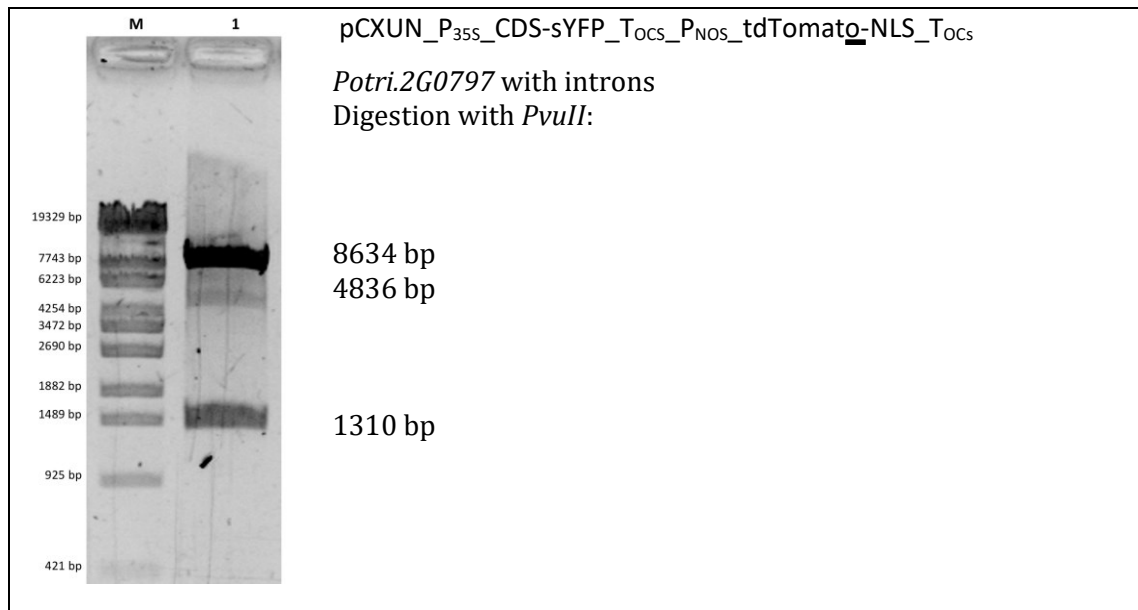 M 1 pCXUN_P35S_CDS-sYFP_TOCS_PNOS_tdTomato-NLS_TOCs
Potri.2G0797 with introns
Digestion with PvuII:
19329 bp
7743 bp 8634 bp
6223 bp 4836 bp
4254 bp
3472 bp
2690 bp
1882 bp
1489 bp 1310 bp
925 bp
421 bp